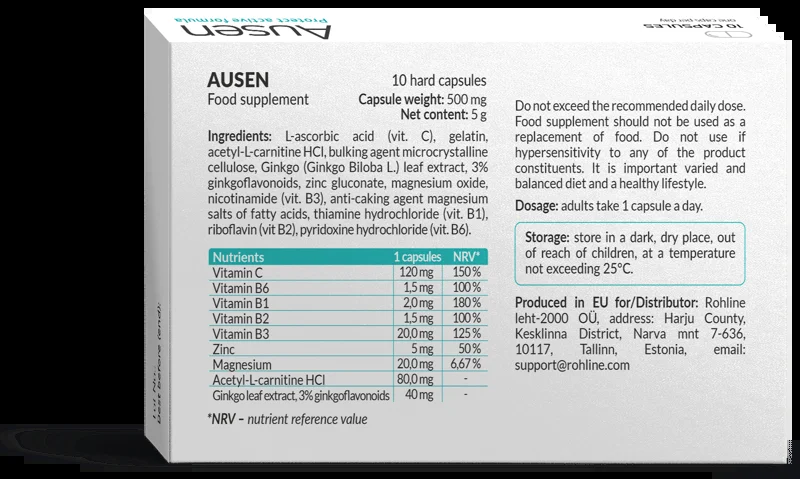 Protect active formula
Ausen
10 CAPSULES
one caps per day
AUSEN
Food supplement
10 hard capsules
Capsule weight: 500 mg
Net content: 5 g
Ingredients: L-ascorbic acid (vit. C), gelatin,
acetyl-L-carnitine HCl, bulking agent microcrystalline
cellulose, Ginkgo (Ginkgo Biloba L.) leaf extract, 3%
ginkgoflavonoids, zinc gluconate, magnesium oxide,
nicotinamide (vit. B3), anti-caking agent magnesium
salts of fatty acids, thiamine hydrochloride (vit. B1),
riboflavin (vit B2), pyridoxine hydrochloride (vit. B6).
Nutrients 1 capsules NRV*
Vitamin C 120 mg 150 %
Vitamin B6 1,5 mg 100 %
Vitamin B1 2,0 mg 180 %
Vitamin B2 1,5 mg 100 %
Vitamin B3 20,0 mg 125 %
Zinc 5 mg 50 %
Magnesium 20,0 mg 6,67 %
Acetyl-L-carnitine HCl 80,0 mg -
Ginkgo leaf extract, 3% ginkgoflavonoids 40 mg -
*NRV – nutrient reference value
Do not exceed the recommended daily dose.
Food supplement should not be used as a
replacement of food. Do not use if
hypersensitivity to any of the product
constituents. It is important varied and
balanced diet and a healthy lifestyle.
Dosage: adults take 1 capsule a day.
Storage: store in a dark, dry place, out
of reach of children, at a temperature
not exceeding 25°C.
Produced in EU for/Distributor: Rohline
leht-2000 OÜ, address: Harju County,
Kesklinna District, Narva mnt 7-636,
10117, Tallinn, Estonia, email:
support@rohline.com
Lot No.:
Best before (end):